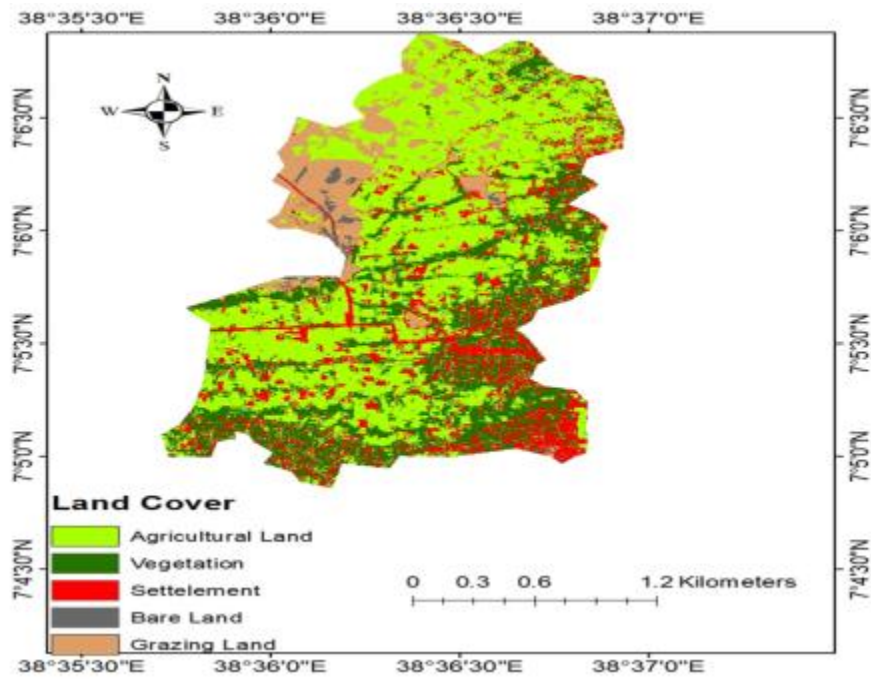 38°35'30"E 38°36'0"E 38°36'30"E 38°37'0"E
N
W E
S
7°6'30"N 7°6'30"N
7°6'0"N 7°6'0"N
7°5'30"N 7°5'30"N
7°5'0"N 7°5'0"N
7°4'30"N 7°4'30"N
Land Cover
Agricultural Land
Vegetation
Settelement
Bare Land
Grazing Land
0 0.3 0.6 1.2 Kilometers
38°35'30"E 38°36'0"E 38°36'30"E 38°37'0"E